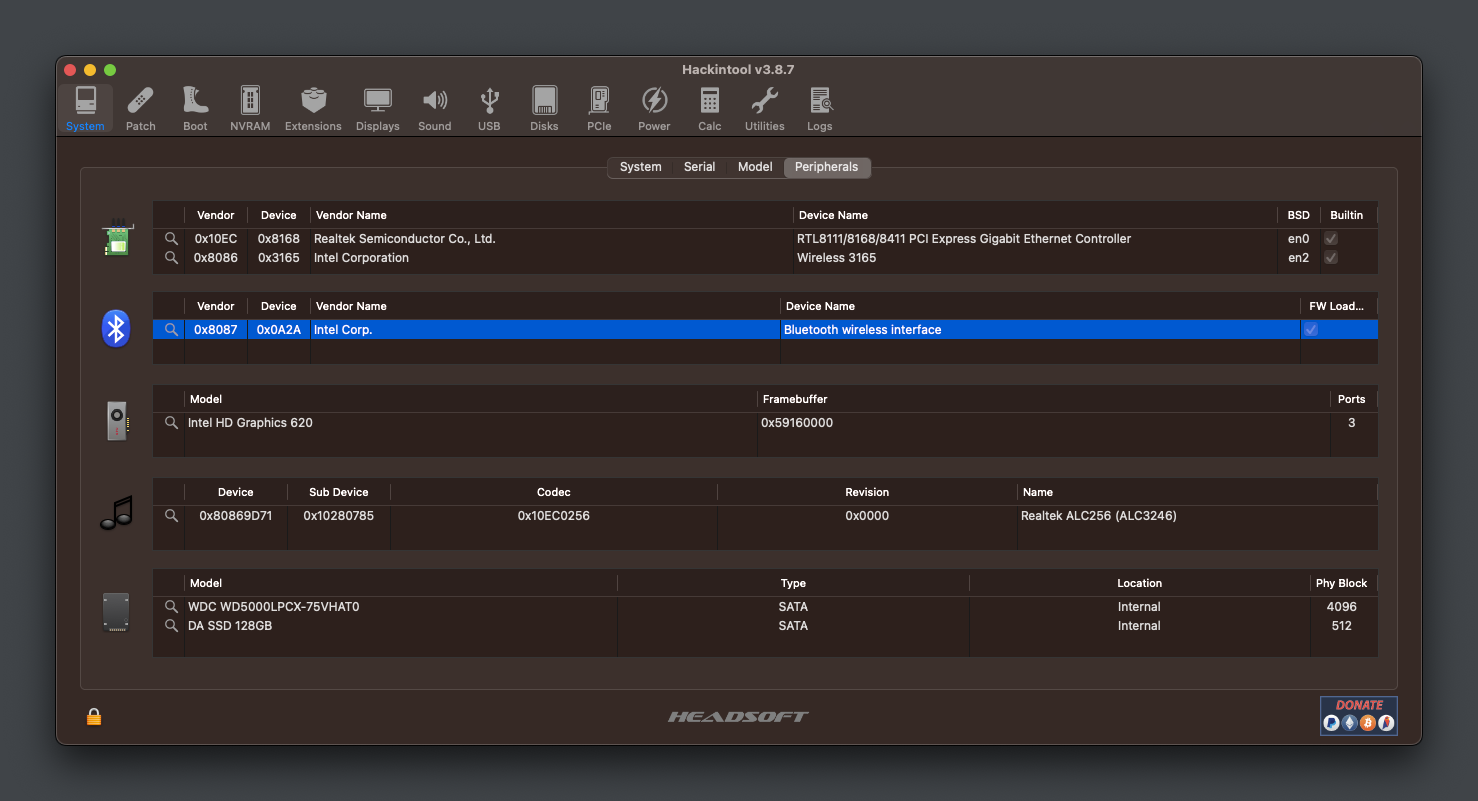 Hackintool v3.8.7
System Patch Boot NVRAM Extensions Displays Sound USB Disks PCIe Power Calc Utilities Logs
System Serial Model Peripherals
Vendor Device Vendor Name Device Name BSD Builtin
0x10EC 0x8168 Realtek Semiconductor Co., Ltd. RTL8111/8168/8411 PCI Express Gigabit Ethernet Controller en0
0x8086 0x3165 Intel Corporation Wireless 3165 en2
Vendor Device Vendor Name Device Name FW Load...
0x8087 0x0A2A Intel Corp. Bluetooth wireless interface
Model Framebuffer Ports
Intel HD Graphics 620 0x59160000 3
Device Sub Device Codec Revision Name
0x80869D71 0x10280785 0x10EC0256 0x0000 Realtek ALC256 (ALC3246)
Model Type Location Phy Block
WDC WD5000LPCX-75VHAT0 SATA Internal 4096
DA SSD 128GB SATA Internal 512
HEADSOFT
DONATE